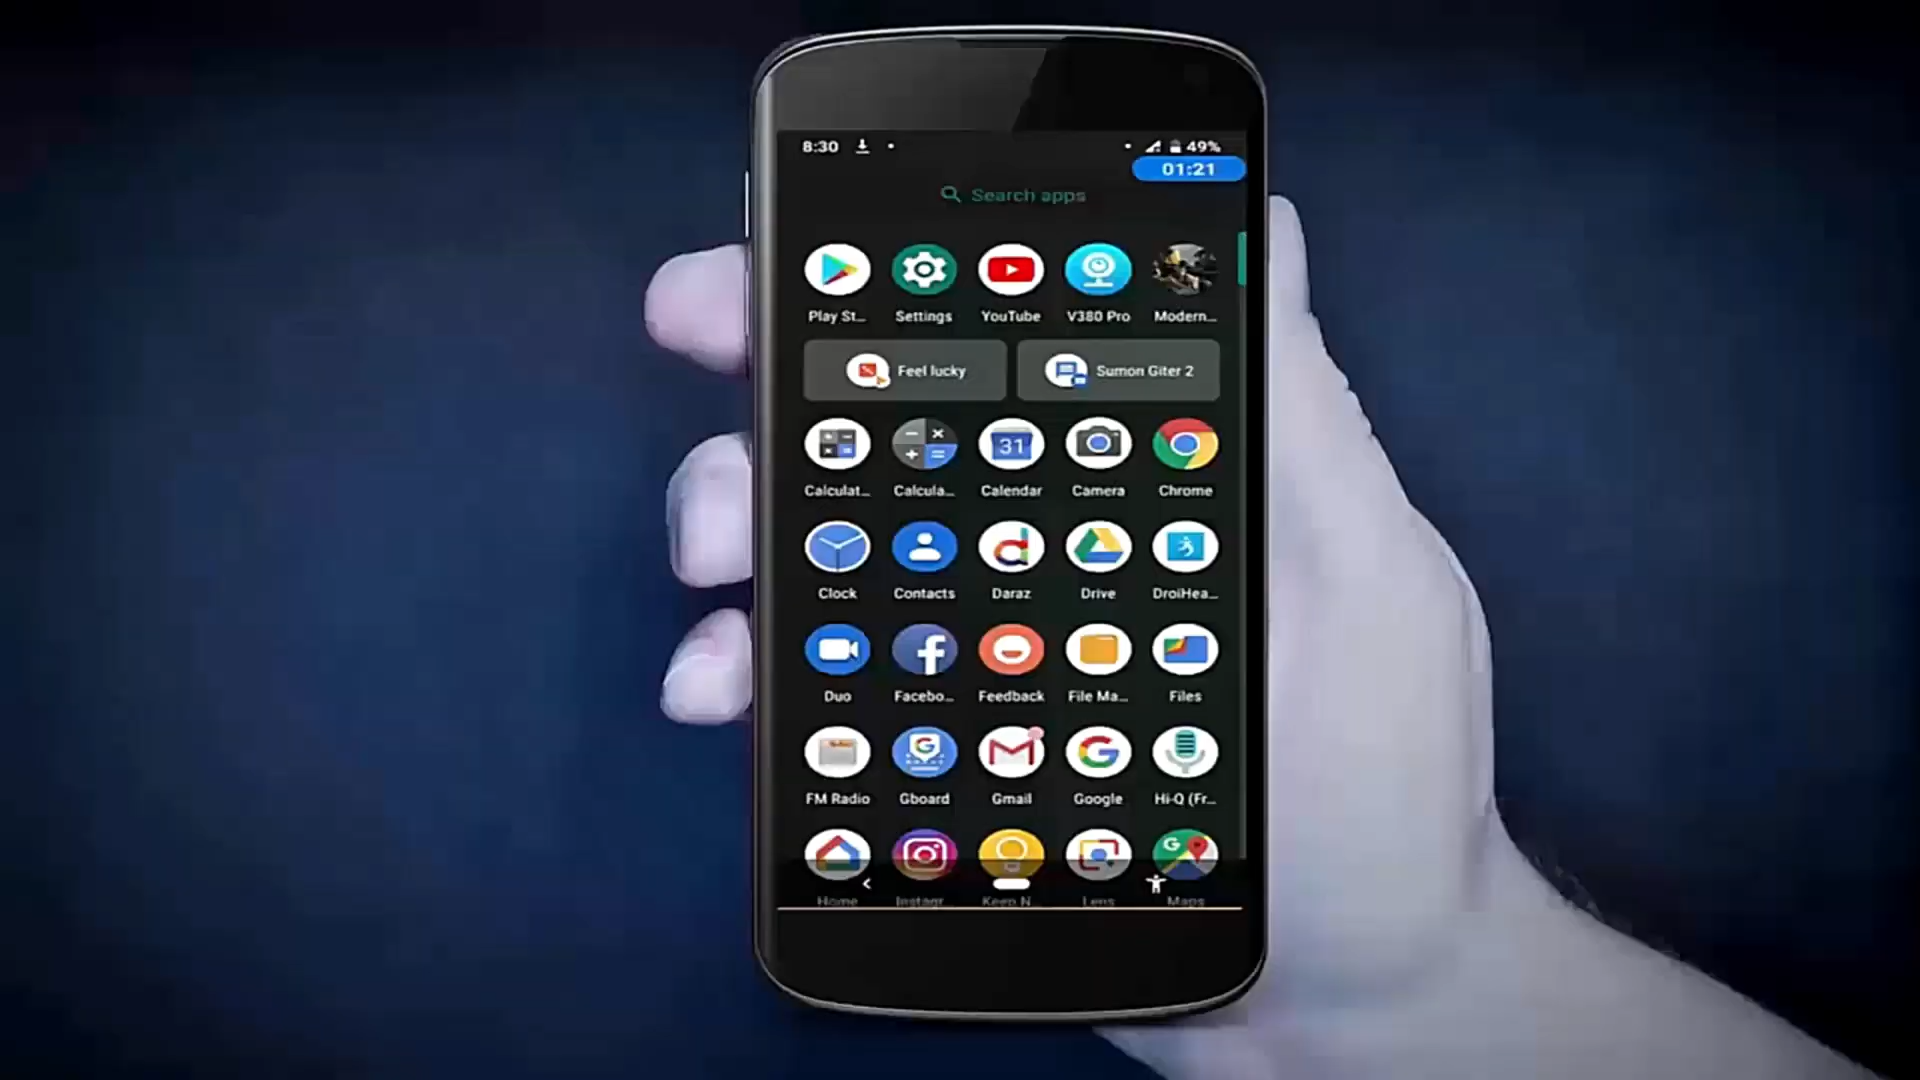 8:30 49%
01:21
Search apps
Play St... Settings YouTube V380 Pro Modern...
Feel lucky Sumon Giter 2
31
Calculat... Calcula... Calendar Camera Chrome
Clock Contacts Daraz Drive DroiHea...
Duo Facebo... Feedback File Ma... Files
FM Radio Gboard Gmail Google Hi-Q (Fr...
Home Instagr... Keep N... Lens Maps